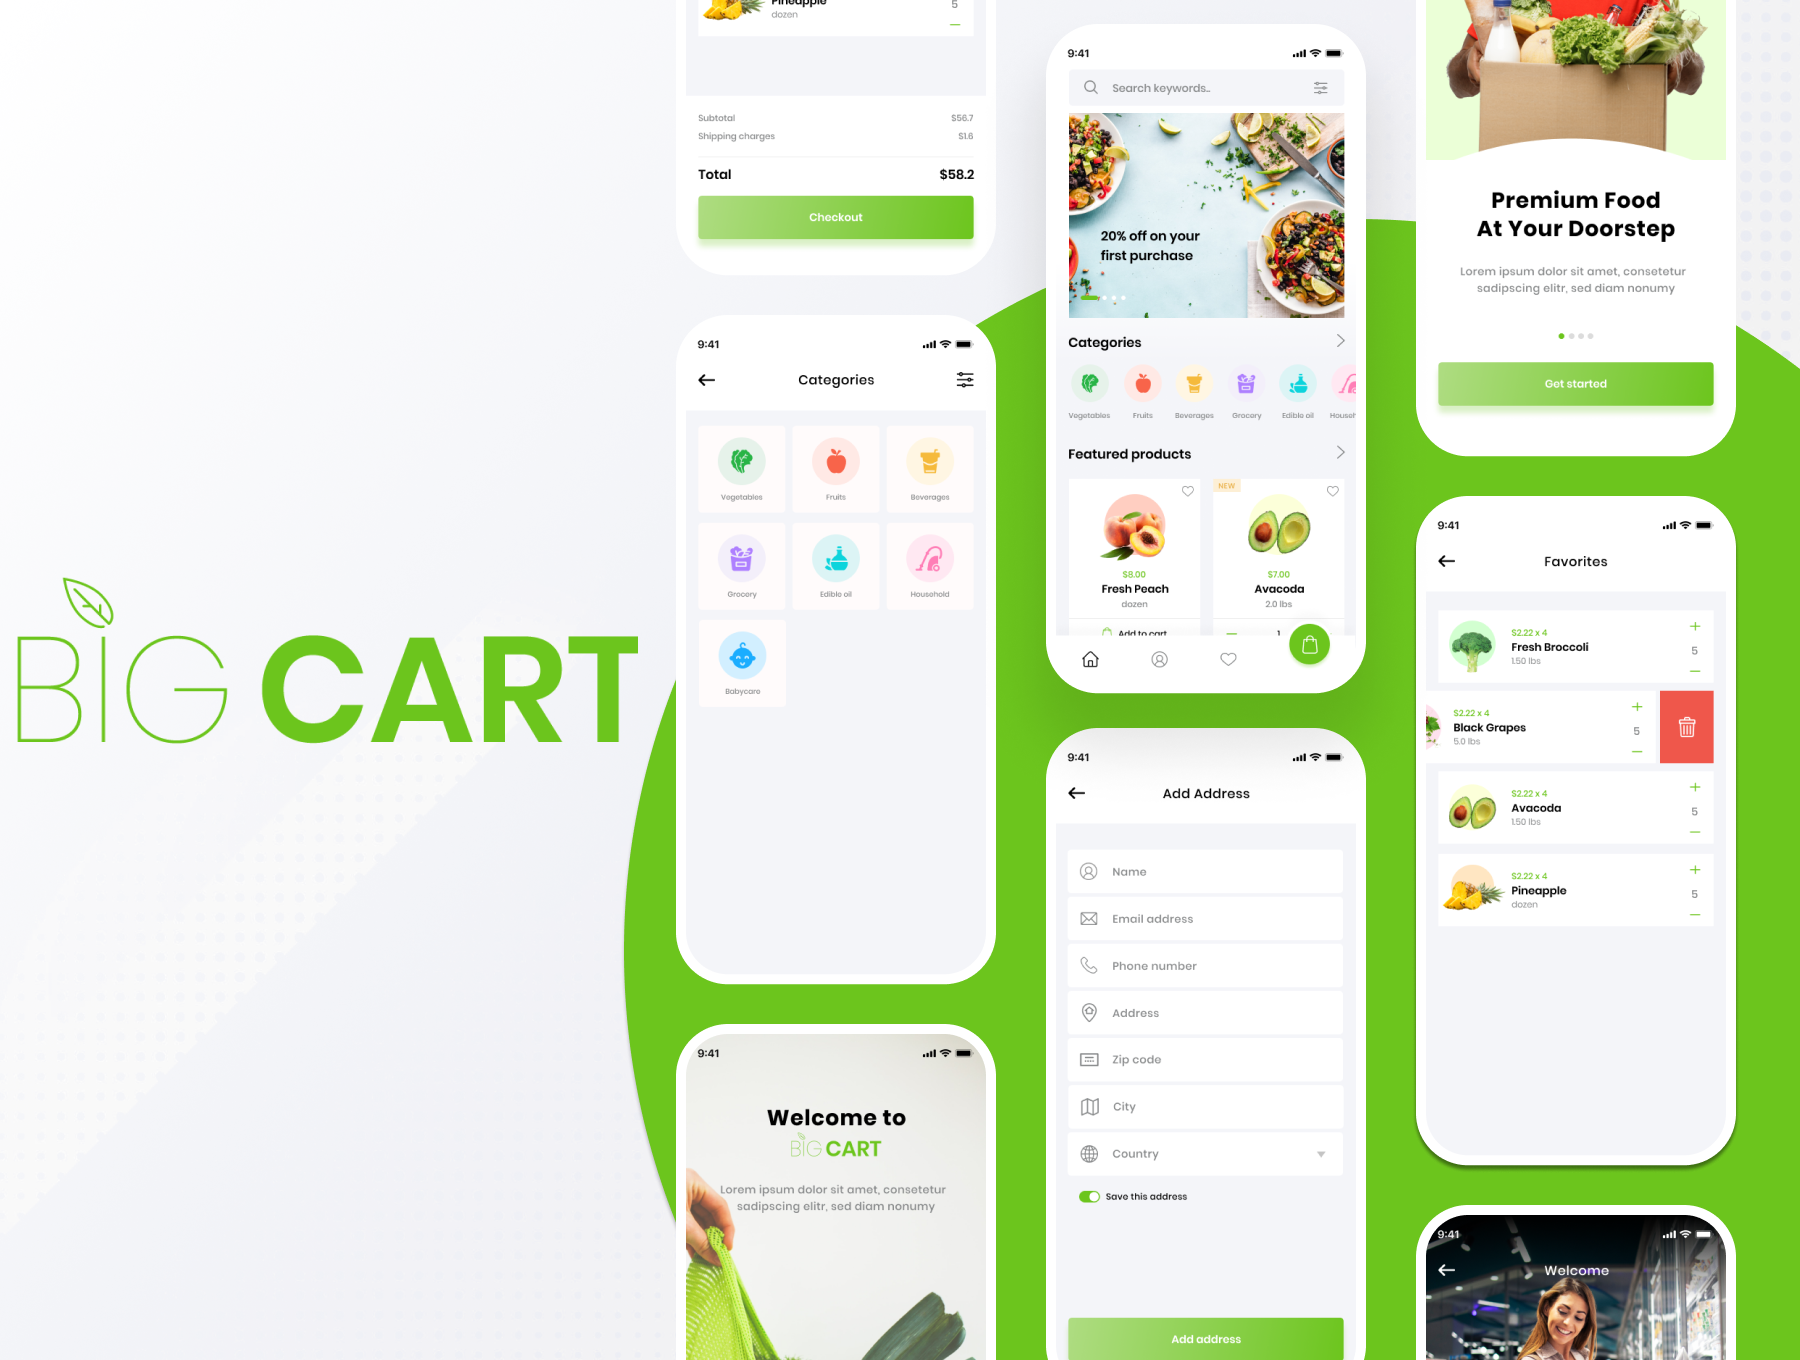 BIG CART
Pineapple
dozen
5
Subtotal
$56.7
Shipping charges
$1.6
Total
$58.2
Checkout
9:41
Categories
Vegetables
Fruits
Beverages
Grocery
Edible oil
Household
Babycare
9:41
Welcome to
BIG CART
Lorem ipsum dolor sit amet, consetetur
sadipscing elitr, sed diam nonumy
9:41
Search keywords..
20% off on your
first purchase
Categories
Vegetables
Fruits
Beverages
Grocery
Edible oil
Househ
Featured products
NEW
$8.00
$7.00
Fresh Peach
Avacoda
dozen
2.0 lbs
Add to cart
1
9:41
Add Address
Name
Email address
Phone number
Address
Zip code
City
Country
Save this address
Add address
Premium Food
At Your Doorstep
Lorem ipsum dolor sit amet, consetetur
sadipscing elitr, sed diam nonumy
Get started
9:41
Favorites
$2.22 x 4
Fresh Broccoli
1.50 lbs
5
$2.22 x 4
Black Grapes
5.0 lbs
5
$2.22 x 4
Avacoda
1.50 lbs
5
$2.22 x 4
Pineapple
dozen
5
9:41
Welcome